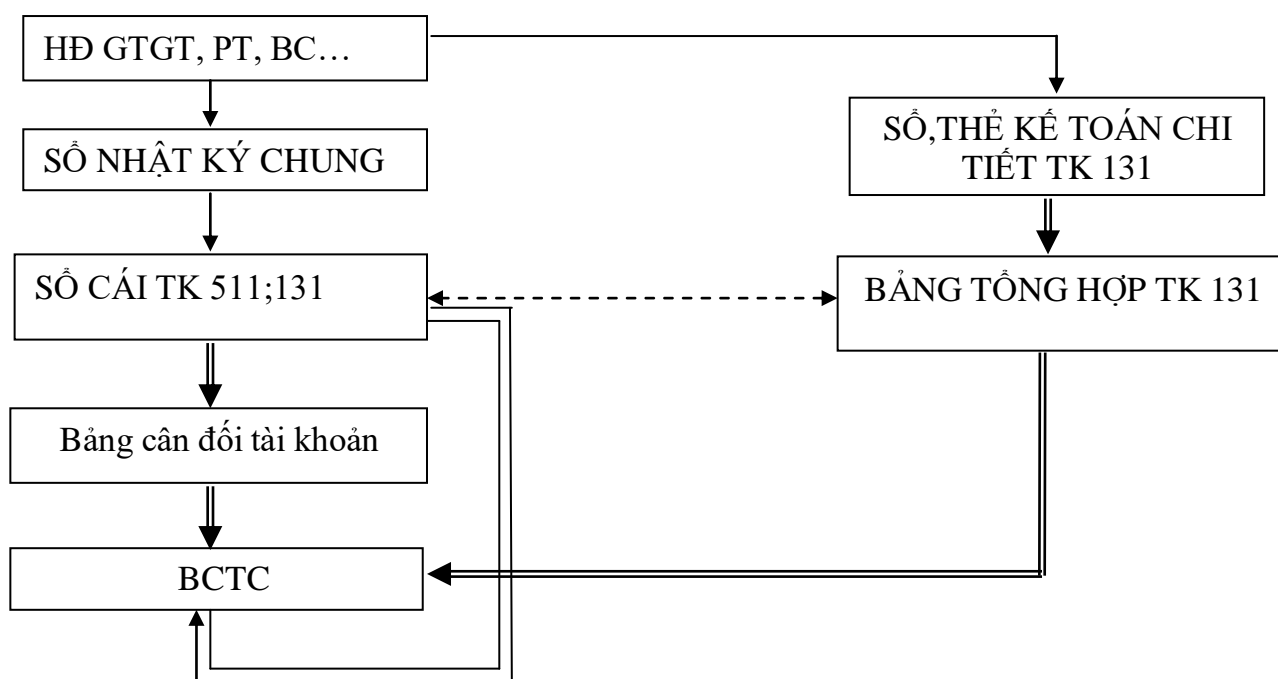 HĐ GTGT, PT, BC…
SỔ NHẬT KÝ CHUNG
SỔ,THẺ KẾ TOÁN CHI
TIẾT TK 131
SỔ CÁI TK 511;131
BẢNG TỔNG HỢP TK 131
Bảng cân đối tài khoản
BCTC